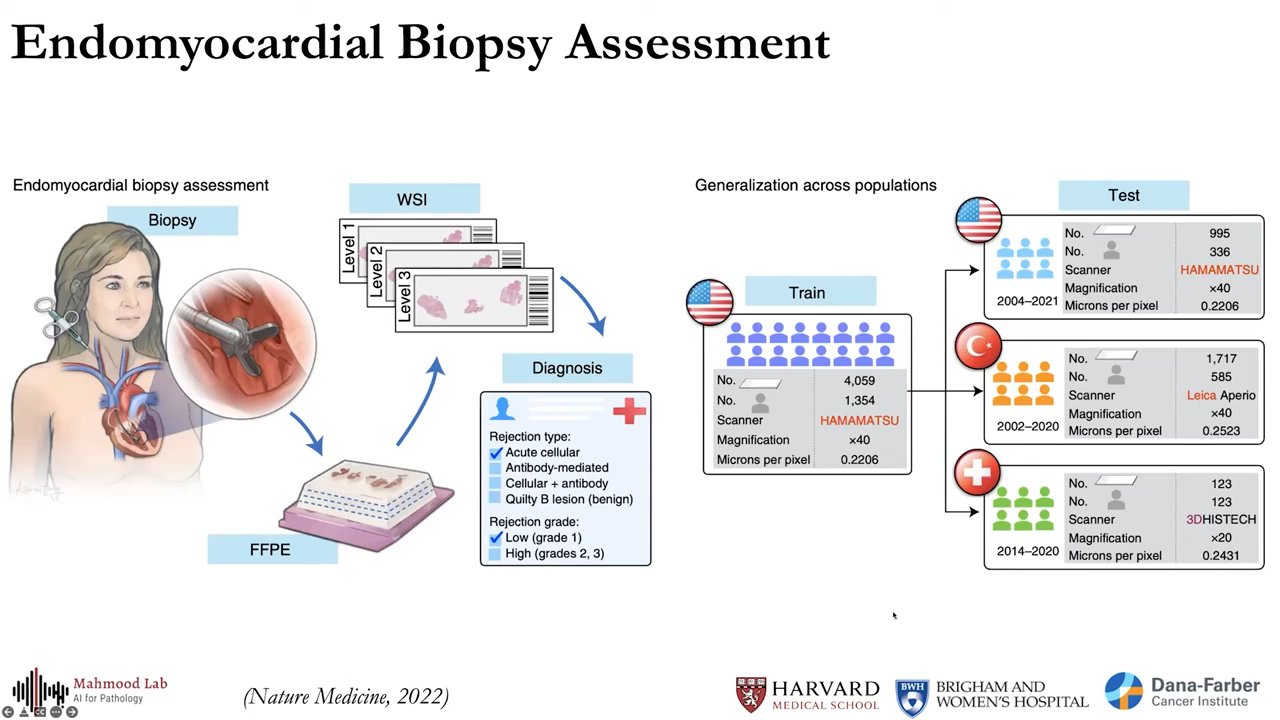 Endomyocardial Biopsy Assessment
Endomyocardial biopsy assessment
Biopsy
WSI
Level 1
Level 2
Level 3
Diagnosis
Rejection type:
Acute cellular
Antibody-mediated
Cellular + antibody
Quilty B lesion (benign)
Rejection grade:
Low (grade 1)
High (grades 2, 3)
FFPE
Generalization across populations
Train
No. 4,059
No. 1,354
Scanner HAMAMATSU
Magnification ×40
Microns per pixel 0.2206
Test
2004–2021
No. 995
No. 336
Scanner HAMAMATSU
Magnification ×40
Microns per pixel 0.2206
2002–2020
No. 1,717
No. 585
Scanner Leica Aperio
Magnification ×40
Microns per pixel 0.2523
2014–2020
No. 123
No. 123
Scanner 3DHISTECH
Magnification ×20
Microns per pixel 0.2431
Mahmood Lab
AI for Pathology
(Nature Medicine, 2022)
HARVARD
MEDICAL SCHOOL
BWH
BRIGHAM AND
WOMEN'S HOSPITAL
Dana-Farber
Cancer Institute